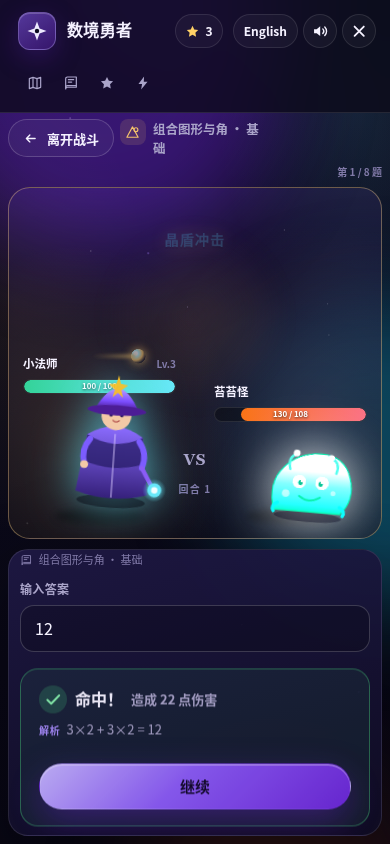 数境勇者
3
English
离开战斗
组合图形与角 · 基
础
第 1 / 8 题
晶盾冲击
小法师
Lv.3
苔苔怪
130 / 108
VS
回合 1
组合图形与角 · 基础
输入答案
12
命中！ 造成 22 点伤害
解析 3×2 + 3×2 = 12
继续